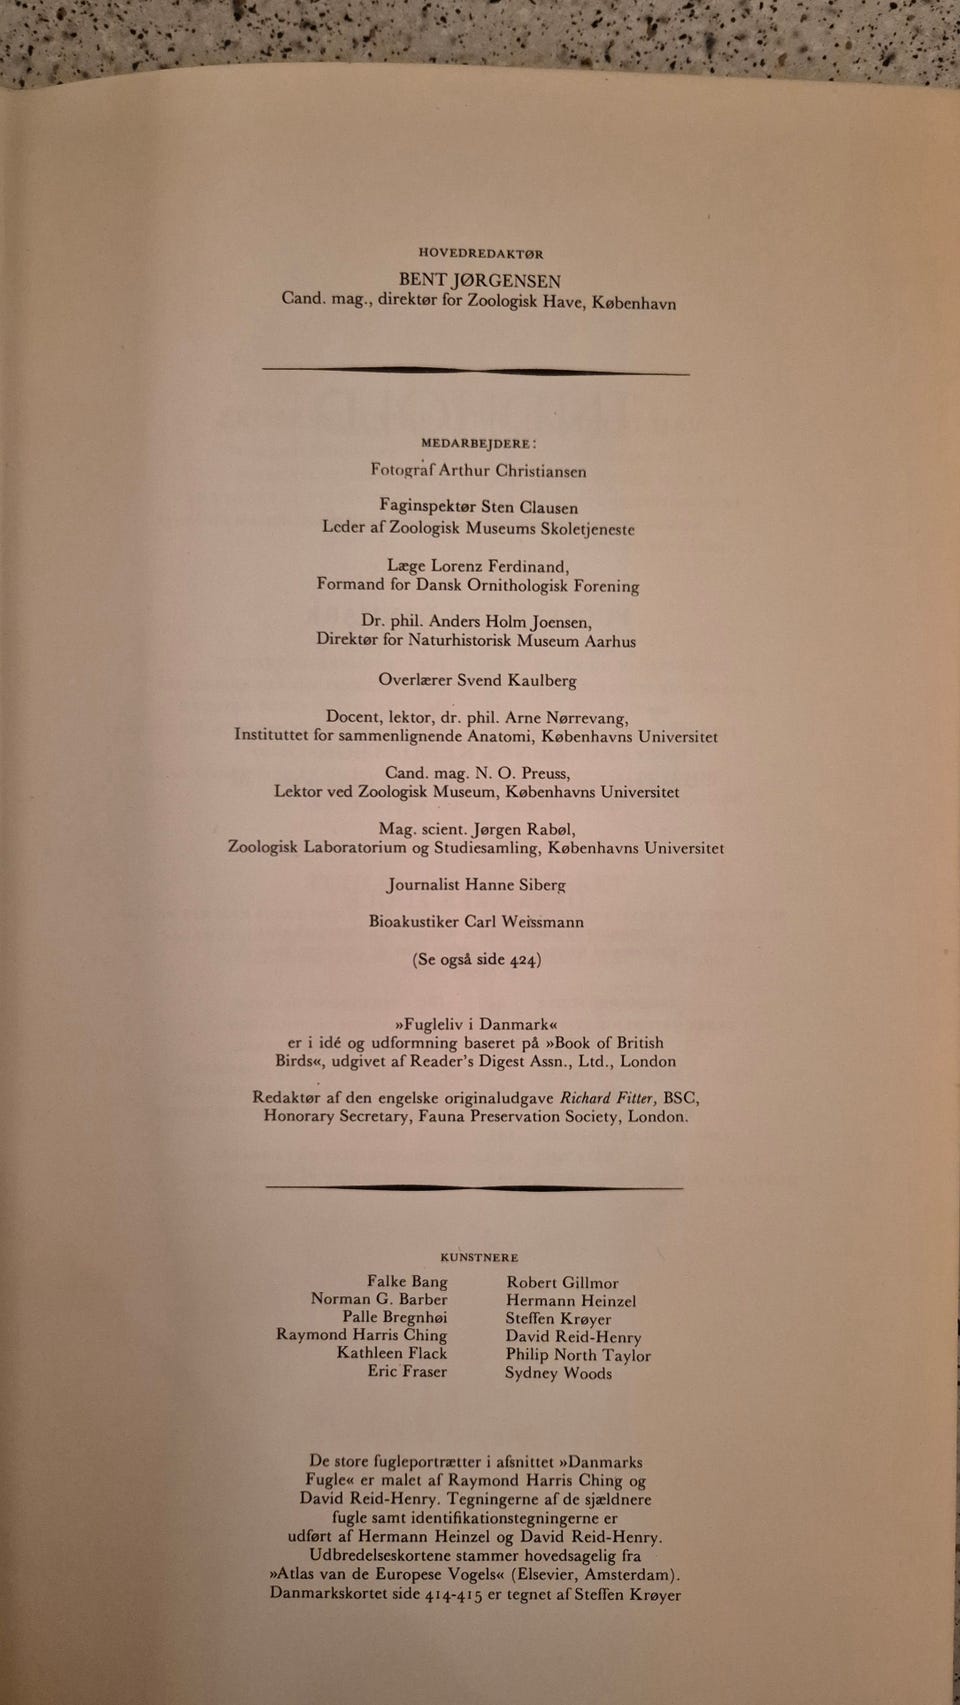 HOVEDREDAKTØR
BENT JØRGENSEN
Cand. mag., direktør for Zoologisk Have, København
MEDARBEJDERE:
Fotograf Arthur Christiansen
Faginspektør Sten Clausen
Leder af Zoologisk Museums Skoletjeneste
Læge Lorenz Ferdinand,
Formand for Dansk Ornithologisk Forening
Dr. phil. Anders Holm Joensen,
Direktør for Naturhistorisk Museum Aarhus
Overlærer Svend Kaulberg
Docent, lektor, dr. phil. Arne Nørrevang,
Instituttet for sammenlignende Anatomi, Københavns Universitet
Cand. mag. N. O. Preuss,
Lektor ved Zoologisk Museum, Københavns Universitet
Mag. scient. Jørgen Rabøl,
Zoologisk Laboratorium og Studiesamling, Københavns Universitet
Journalist Hanne Siberg
Bioakustiker Carl Weissmann
(Se også side 424)
»Fugleliv i Danmark«
er i idé og udformning baseret på »Book of British
Birds«, udgivet af Reader's Digest Assn., Ltd., London
Redaktør af den engelske originaludgave Richard Fitter, BSC,
Honorary Secretary, Fauna Preservation Society, London.
KUNSTNERE
Falke Bang
Norman G. Barber
Palle Bregnhøi
Raymond Harris Ching
Kathleen Flack
Eric Fraser
Robert Gillmor
Hermann Heinzel
Steffen Krøyer
David Reid-Henry
Philip North Taylor
Sydney Woods
De store fugleportrætter i afsnittet »Danmarks
Fugle« er malet af Raymond Harris Ching og
David Reid-Henry. Tegningerne af de sjældnere
fugle samt identifikationstegningerne er
udført af Hermann Heinzel og David Reid-Henry.
Udbredelseskortene stammer hovedsagelig fra
»Atlas van de Europese Vogels« (Elsevier, Amsterdam).
Danmarkskortet side 414-415 er tegnet af Steffen Krøyer